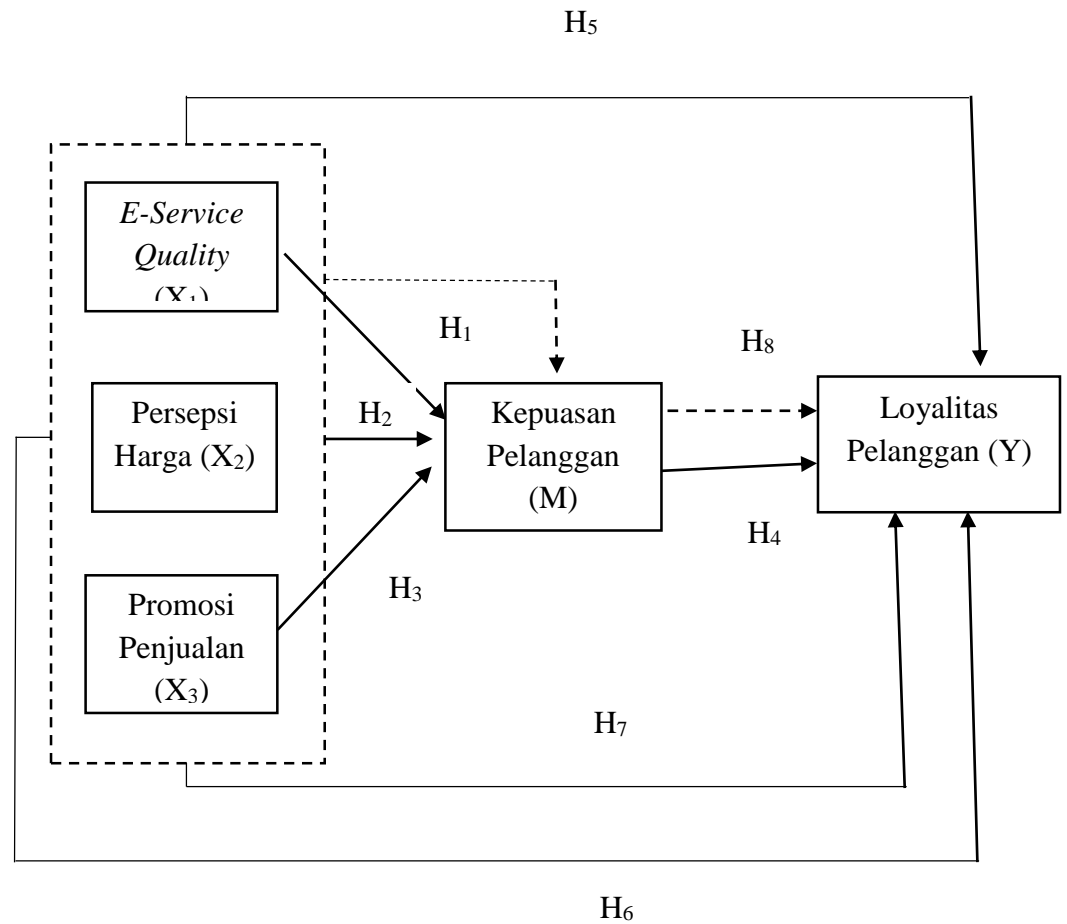 H5
E-Service
Quality
(X1)
H1
H8
Persepsi
Harga (X2)
H2
Kepuasan
Pelanggan
(M)
Loyalitas
Pelanggan (Y)
H4
H3
Promosi
Penjualan
(X3)
H7
H6